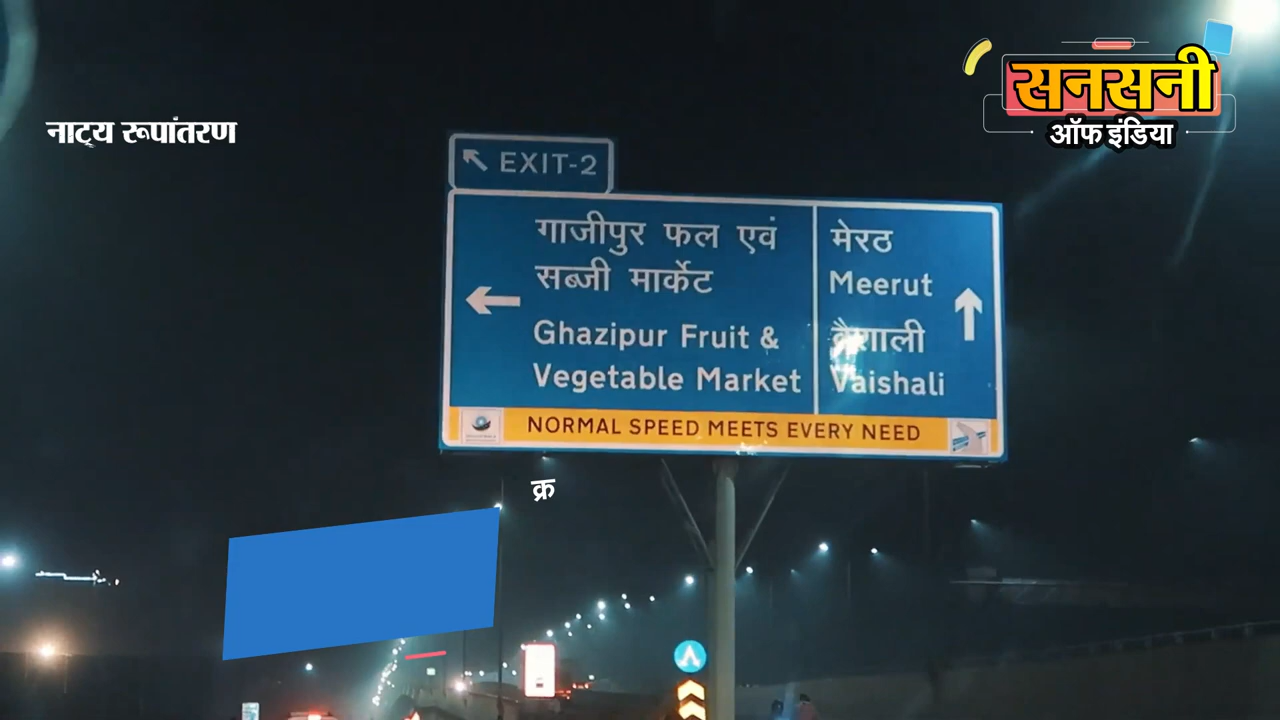 सनसनी
ऑफ इंडिया
नाट्य रूपांतरण
EXIT-2
गाजीपुर फल एवं
सब्जी मार्केट
Ghazipur Fruit &
Vegetable Market
मेरठ
Meerut
वैशाली
Vaishali
NORMAL SPEED MEETS EVERY NEED
क्र